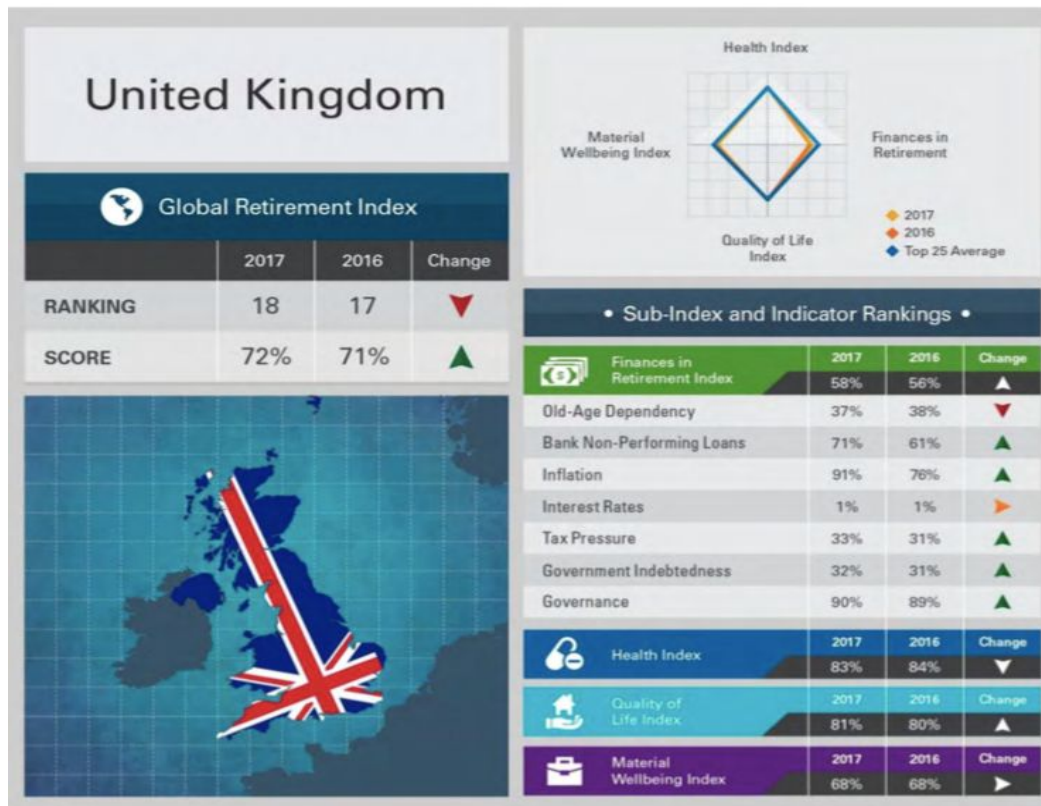 United Kingdom
Global Retirement Index
2017 2016 Change
RANKING 18 17
SCORE 72% 71%
Health Index
Material
Wellbeing Index
Finances in
Retirement
Quality of Life
Index
2017
2016
Top 25 Average
• Sub-Index and Indicator Rankings •
Finances in
Retirement Index
2017 2016 Change
58% 56%
Old-Age Dependency 37% 38%
Bank Non-Performing Loans 71% 61%
Inflation 91% 76%
Interest Rates 1% 1%
Tax Pressure 33% 31%
Government Indebtedness 32% 31%
Governance 90% 89%
Health Index
2017 2016 Change
83% 84%
Quality of
Life Index
2017 2016 Change
81% 80%
Material
Wellbeing Index
2017 2016 Change
68% 68%